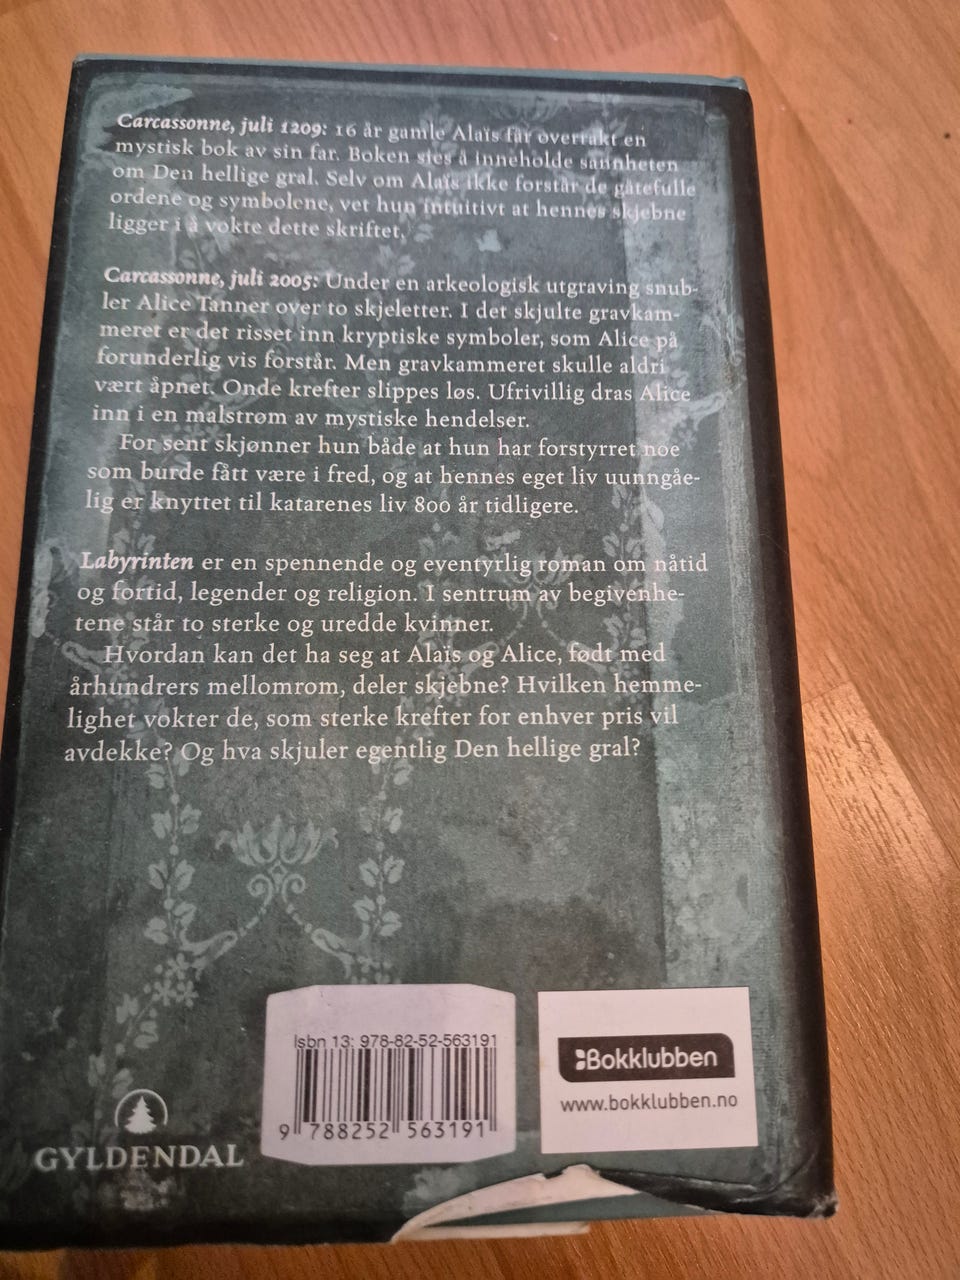 Carcassonne, juli 1209: 16 år gamle Alaïs får overrakt en
mystisk bok av sin far. Boken sies å inneholde sannheten
om Den hellige gral. Selv om Alaïs ikke forstår de gåtefulle
ordene og symbolene, vet hun intuitivt at hennes skjebne
ligger i å vokte dette skriftet.
Carcassonne, juli 2005: Under en arkeologisk utgraving snub-
ler Alice Tanner over to skjeletter. I det skjulte gravkam-
meret er det risset inn kryptiske symboler, som Alice på
forunderlig vis forstår. Men gravkammeret skulle aldri
vært åpnet. Onde krefter slippes løs. Ufrivillig dras Alice
inn i en malstrøm av mystiske hendelser.
For sent skjønner hun både at hun har forstyrret noe
som burde fått være i fred, og at hennes eget liv uunngåe-
lig er knyttet til katarenes liv 800 år tidligere.
Labyrinten er en spennende og eventyrlig roman om nåtid
og fortid, legender og religion. I sentrum av begivenhe-
tene står to sterke og uredde kvinner.
Hvordan kan det ha seg at Alaïs og Alice, født med
århundrers mellomrom, deler skjebne? Hvilken hemme-
lighet vokter de, som sterke krefter for enhver pris vil
avdekke? Og hva skjuler egentlig Den hellige gral?
Isbn 13: 978-82-52-563191
9 788252 563191
Bokklubben
www.bokklubben.no
GYLDENDAL